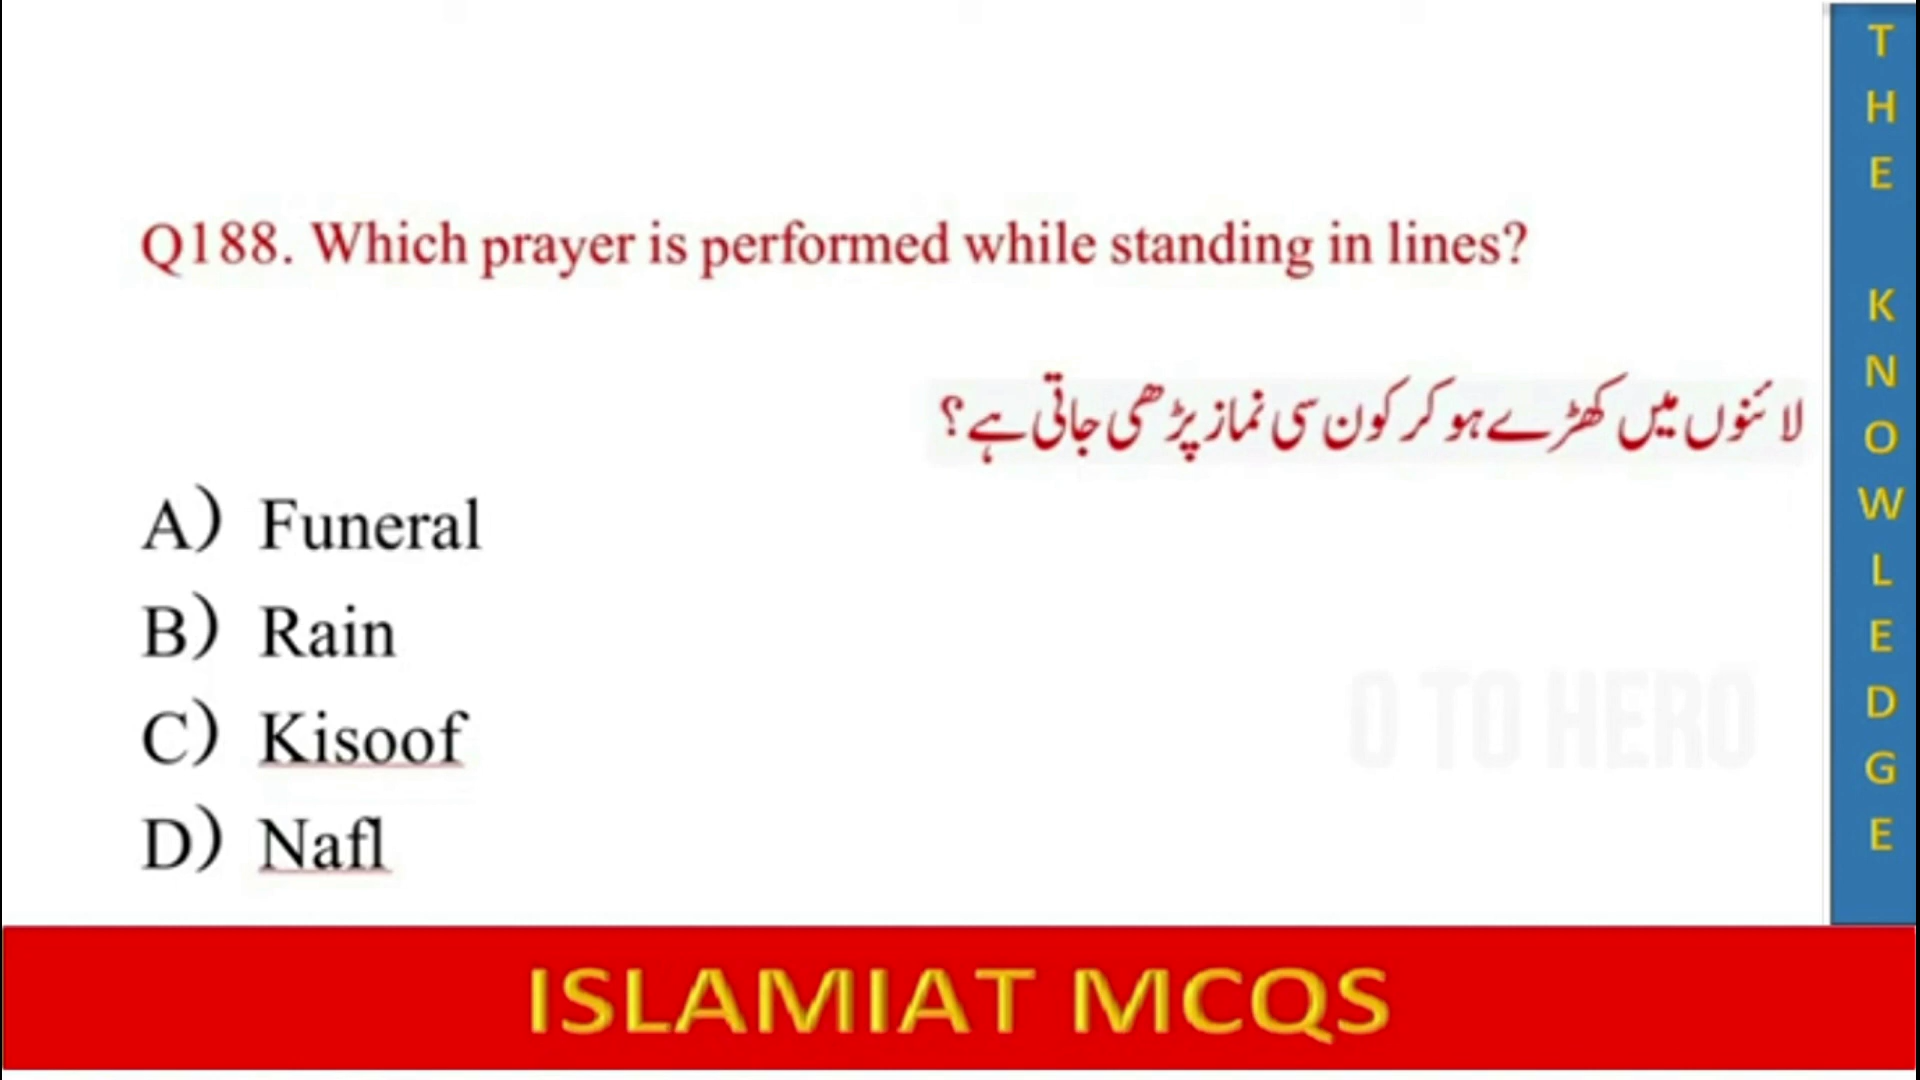 Q188. Which prayer is performed while standing in lines?
لائنوں میں کھڑے ہو کر کون سی نماز پڑھی جاتی ہے؟
A) Funeral
B) Rain
C) Kisoof
D) Nafl
0 TO HERO
THE KNOWLEDGE
ISLAMIAT MCQS